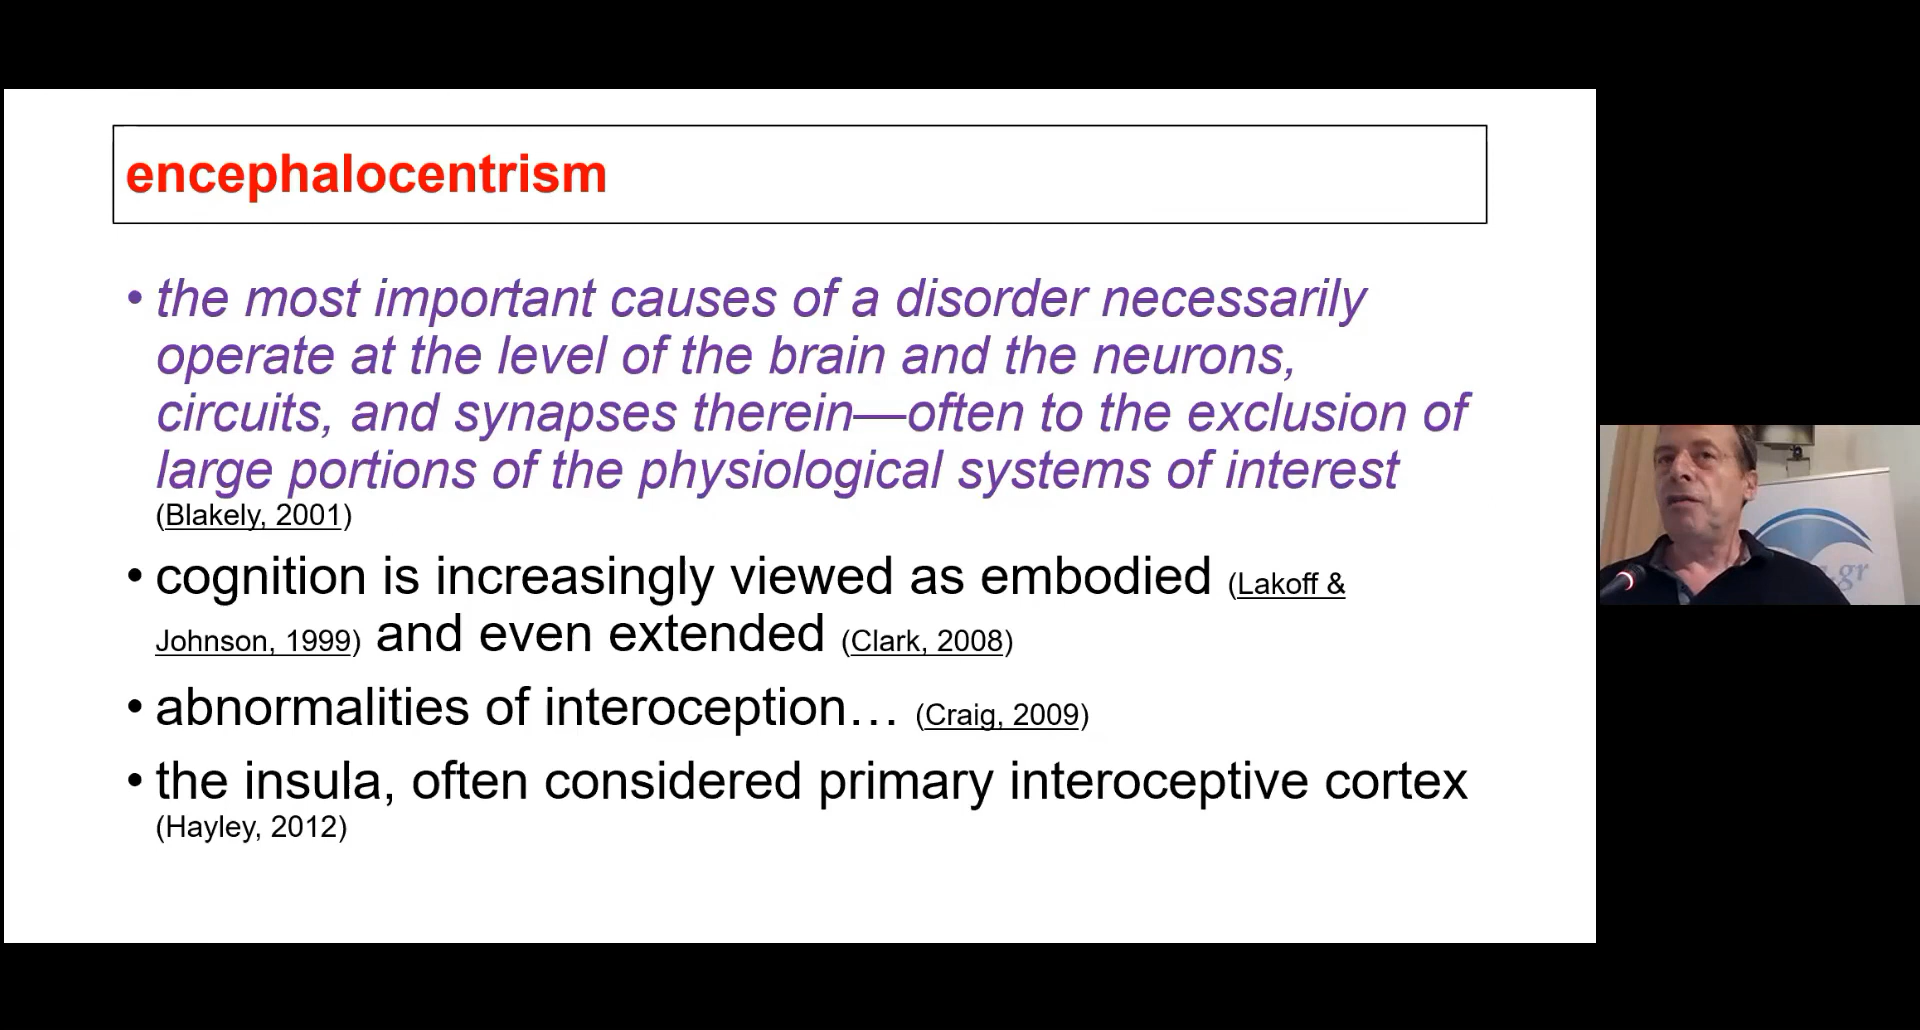 encephalocentrism
• the most important causes of a disorder necessarily
operate at the level of the brain and the neurons,
circuits, and synapses therein—often to the exclusion of
large portions of the physiological systems of interest
(Blakely, 2001)
• cognition is increasingly viewed as embodied (Lakoff &
Johnson, 1999) and even extended (Clark, 2008)
• abnormalities of interoception… (Craig, 2009)
• the insula, often considered primary interoceptive cortex
(Hayley, 2012)
.gr